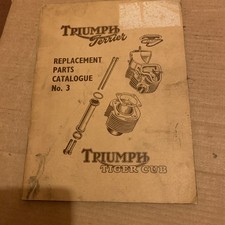 TRIUMPH
Terrier
REPLACEMENT
PARTS
CATALOGUE
No. 3
TRIUMPH
TIGER CUB